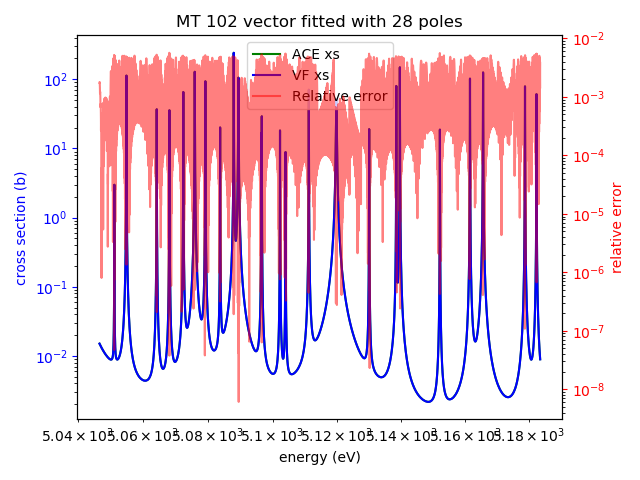 MT 102 vector fitted with 28 poles
ACE xs
VF xs
Relative error
cross section (b)
10²
10¹
10⁰
10⁻¹
10⁻²
relative error
10⁻²
10⁻³
10⁻⁴
10⁻⁵
10⁻⁶
10⁻⁷
10⁻⁸
5.04 × 10³ 5.06 × 10³ 5.08 × 10³ 5.1 × 10³ 5.12 × 10³ 5.14 × 10³ 5.16 × 10³ 5.18 × 10³
energy (eV)